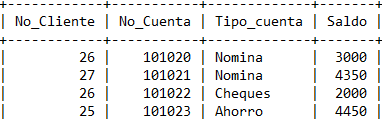 +------------+-----------+-------------+-------+
| No_Cliente | No_Cuenta | Tipo_cuenta | Saldo |
+------------+-----------+-------------+-------+
|         26 |    101020 | Nomina      |  3000 |
|         27 |    101021 | Nomina      |  4350 |
|         26 |    101022 | Cheques     |  2000 |
|         25 |    101023 | Ahorro      |  4450 |